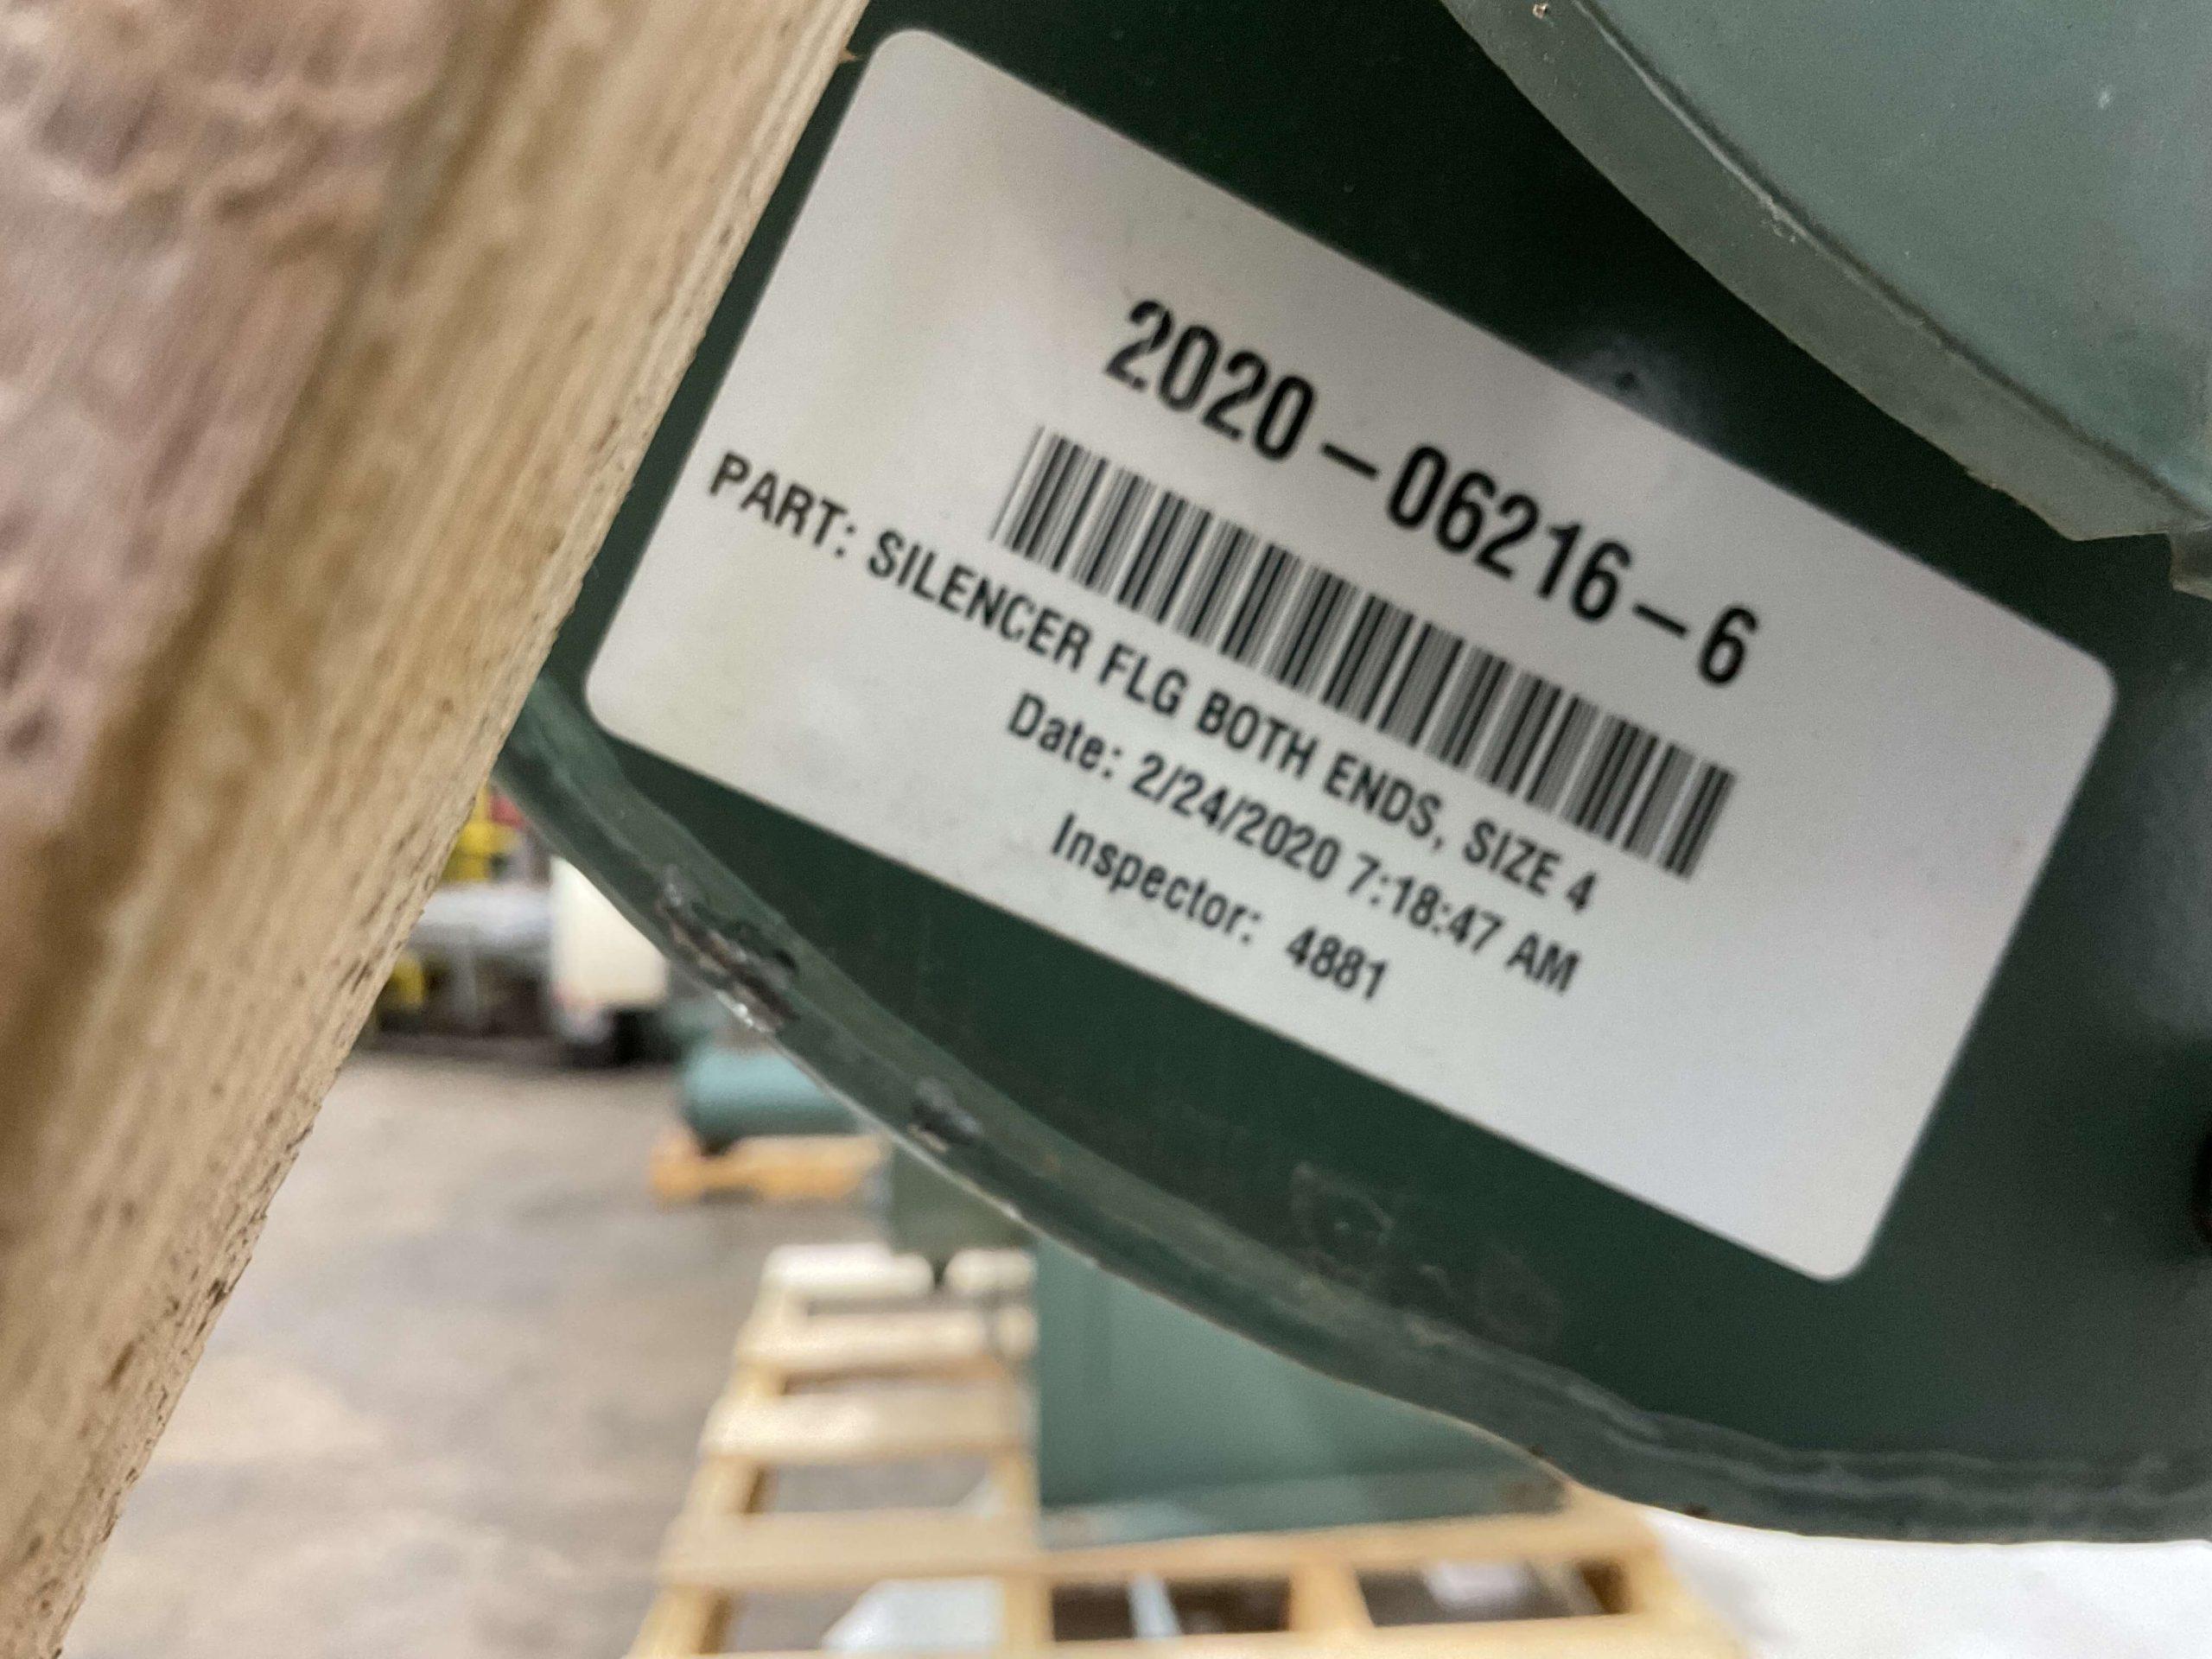 2020-06216-6
PART: SILENCER FLG BOTH ENDS, SIZE 4
Date: 2/24/2020 7:18:47 AM
Inspector: 4881